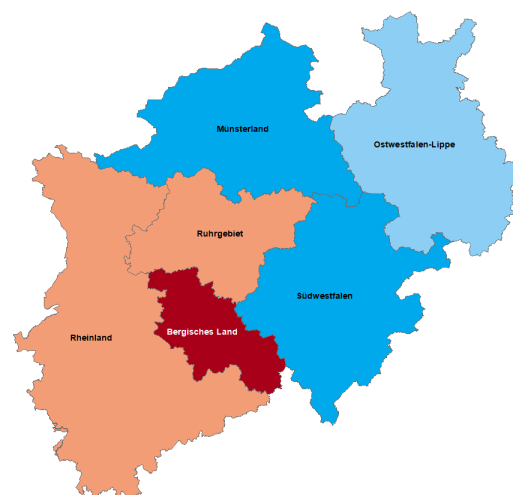 Münsterland
Ostwestfalen-Lippe
Ruhrgebiet
Südwestfalen
Bergisches Land
Rheinland